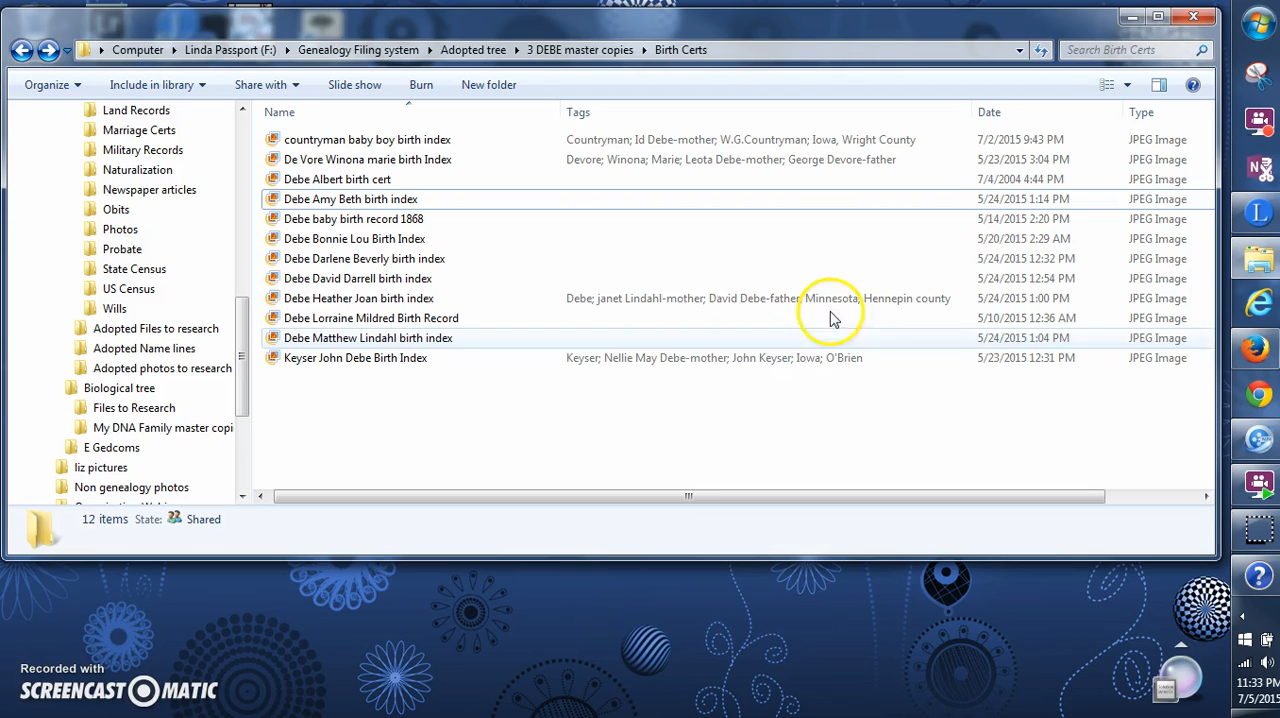 Computer Linda Passport (F:) Genealogy Filing system Adopted tree 3 DEBE master copies Birth Certs Search Birth Certs
Organize Include in library Share with Slide show Burn New folder
Land Records
Marriage Certs
Military Records
Naturalization
Newspaper articles
Obits
Photos
Probate
State Census
US Census
Wills
Adopted Files to research
Adopted Name lines
Adopted photos to research
Biological tree
Files to Research
My DNA Family master copi
E Gedcoms
liz pictures
Non genealogy photos
Name Tags Date Type
countryman baby boy birth index Countryman; Id Debe-mother; W.G.Countryman; Iowa, Wright County 7/2/2015 9:43 PM JPEG Image
De Vore Winona marie birth Index Devore; Winona; Marie; Leota Debe-mother; George Devore-father 5/23/2015 3:04 PM JPEG Image
Debe Albert birth cert 7/4/2004 4:44 PM JPEG Image
Debe Amy Beth birth index 5/24/2015 1:14 PM JPEG Image
Debe baby birth record 1868 5/14/2015 2:20 PM JPEG Image
Debe Bonnie Lou Birth Index 5/20/2015 2:29 AM JPEG Image
Debe Darlene Beverly birth index 5/24/2015 12:32 PM JPEG Image
Debe David Darrell birth index 5/24/2015 12:54 PM JPEG Image
Debe Heather Joan birth index Debe; janet Lindahl-mother; David Debe-father; Minnesota; Hennepin county 5/24/2015 1:00 PM JPEG Image
Debe Lorraine Mildred Birth Record 5/10/2015 12:36 AM JPEG Image
Debe Matthew Lindahl birth index 5/24/2015 1:04 PM JPEG Image
Keyser John Debe Birth Index Keyser; Nellie May Debe-mother; John Keyser; Iowa; O'Brien 5/23/2015 12:31 PM JPEG Image
12 items State: Shared
Recorded with
SCREENCAST-O-MATIC
11:33 PM
7/5/2015